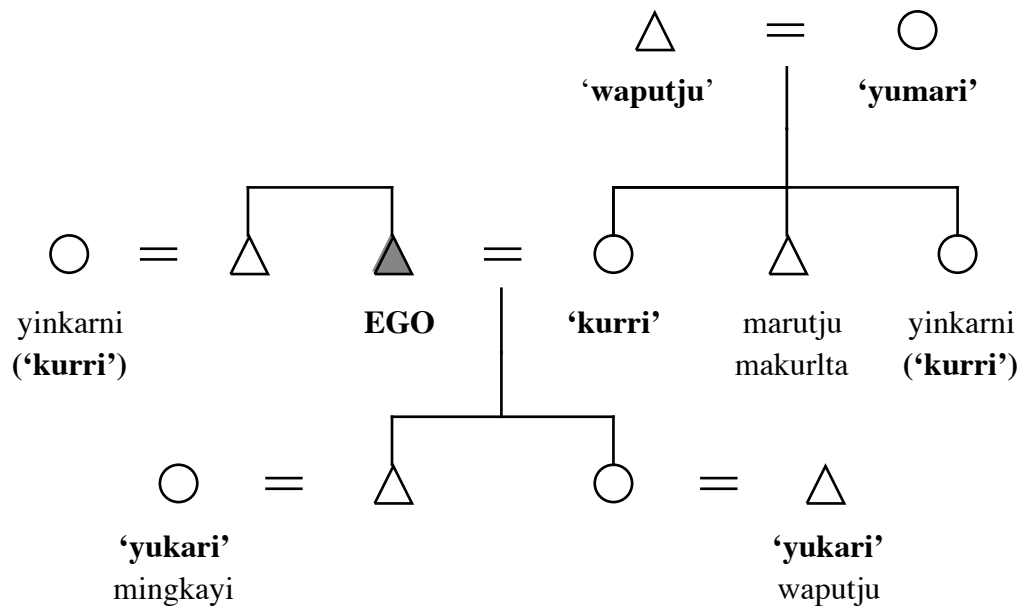 ‘waputju’ ‘yumari’
yinkarni EGO ‘kurri’ marutju yinkarni
(‘kurri’) makurlta (‘kurri’)
‘yukari’ ‘yukari’
mingkayi waputju